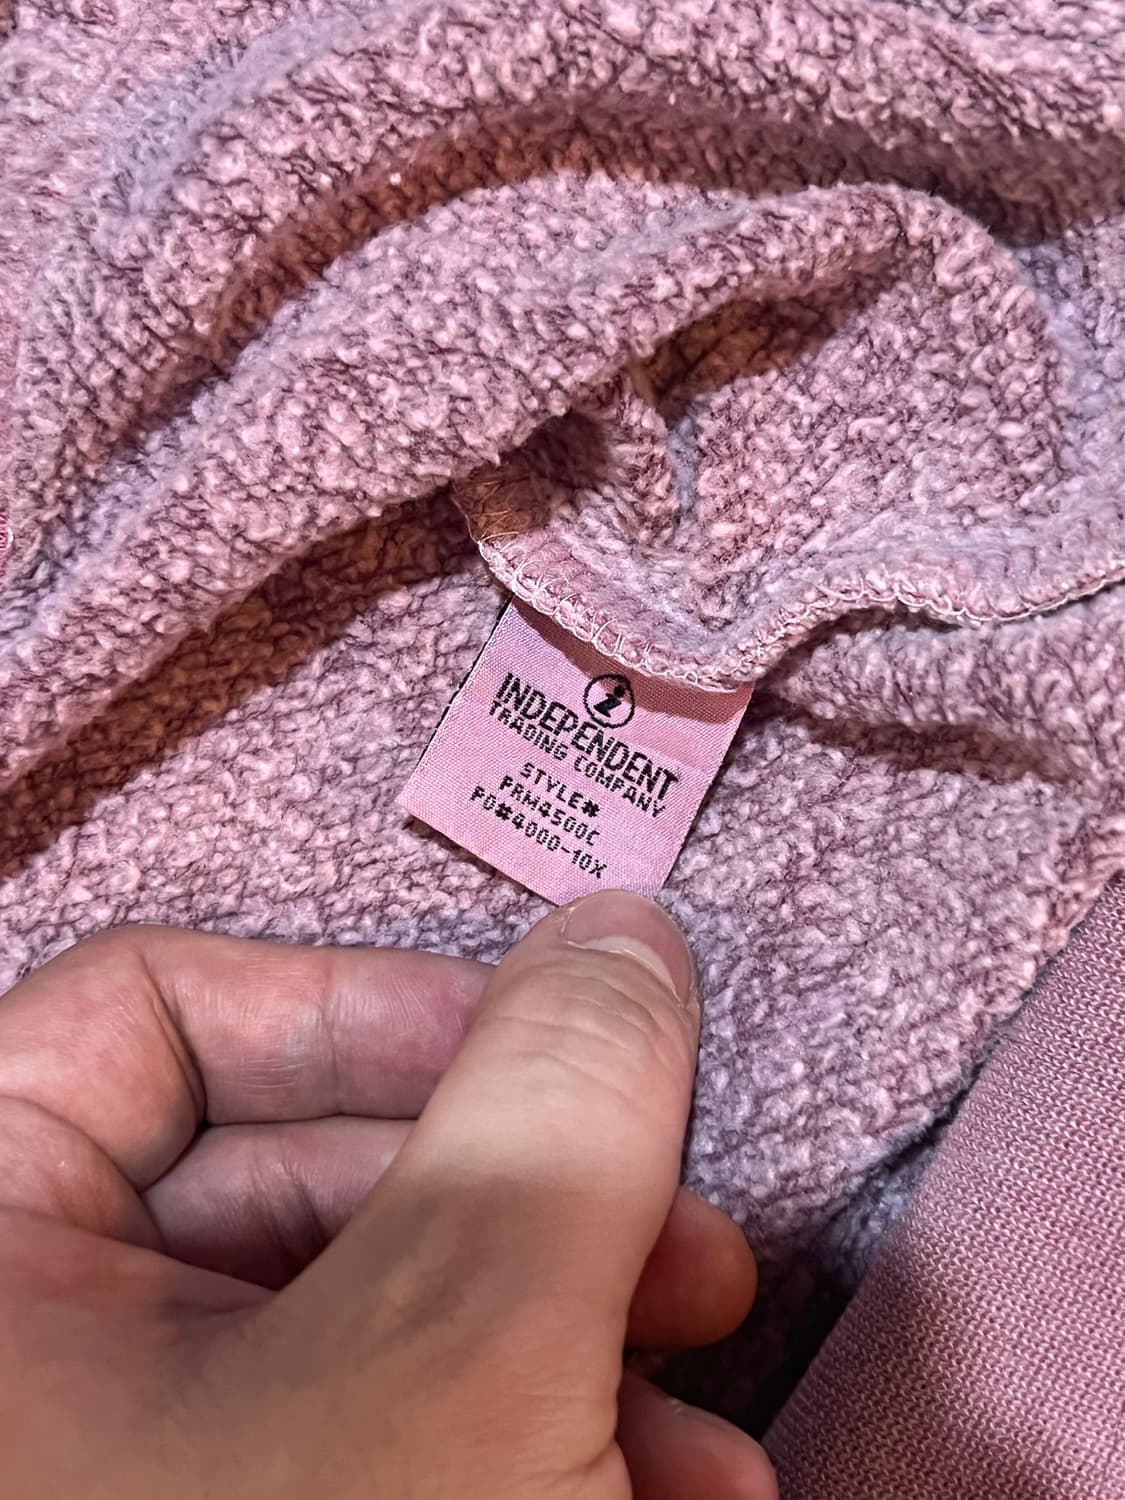 i
INDEPENDENT
TRADING COMPANY
STYLE#
PRM4500C
PO#4000-10X